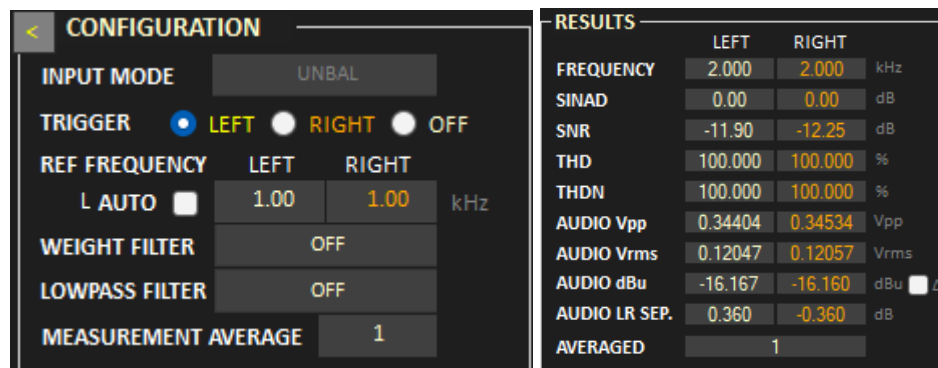 < CONFIGURATION
INPUT MODE UNBAL
TRIGGER LEFT RIGHT OFF
REF FREQUENCY LEFT RIGHT
L AUTO 1.00 1.00 kHz
WEIGHT FILTER OFF
LOWPASS FILTER OFF
MEASUREMENT AVERAGE 1
RESULTS
LEFT RIGHT
FREQUENCY 2.000 2.000 kHz
SINAD 0.00 0.00 dB
SNR -11.90 -12.25 dB
THD 100.000 100.000 %
THDN 100.000 100.000 %
AUDIO Vpp 0.34404 0.34534 Vpp
AUDIO Vrms 0.12047 0.12057 Vrms
AUDIO dBu -16.167 -16.160 dBu Δ
AUDIO LR SEP. 0.360 -0.360 dB
AVERAGED 1